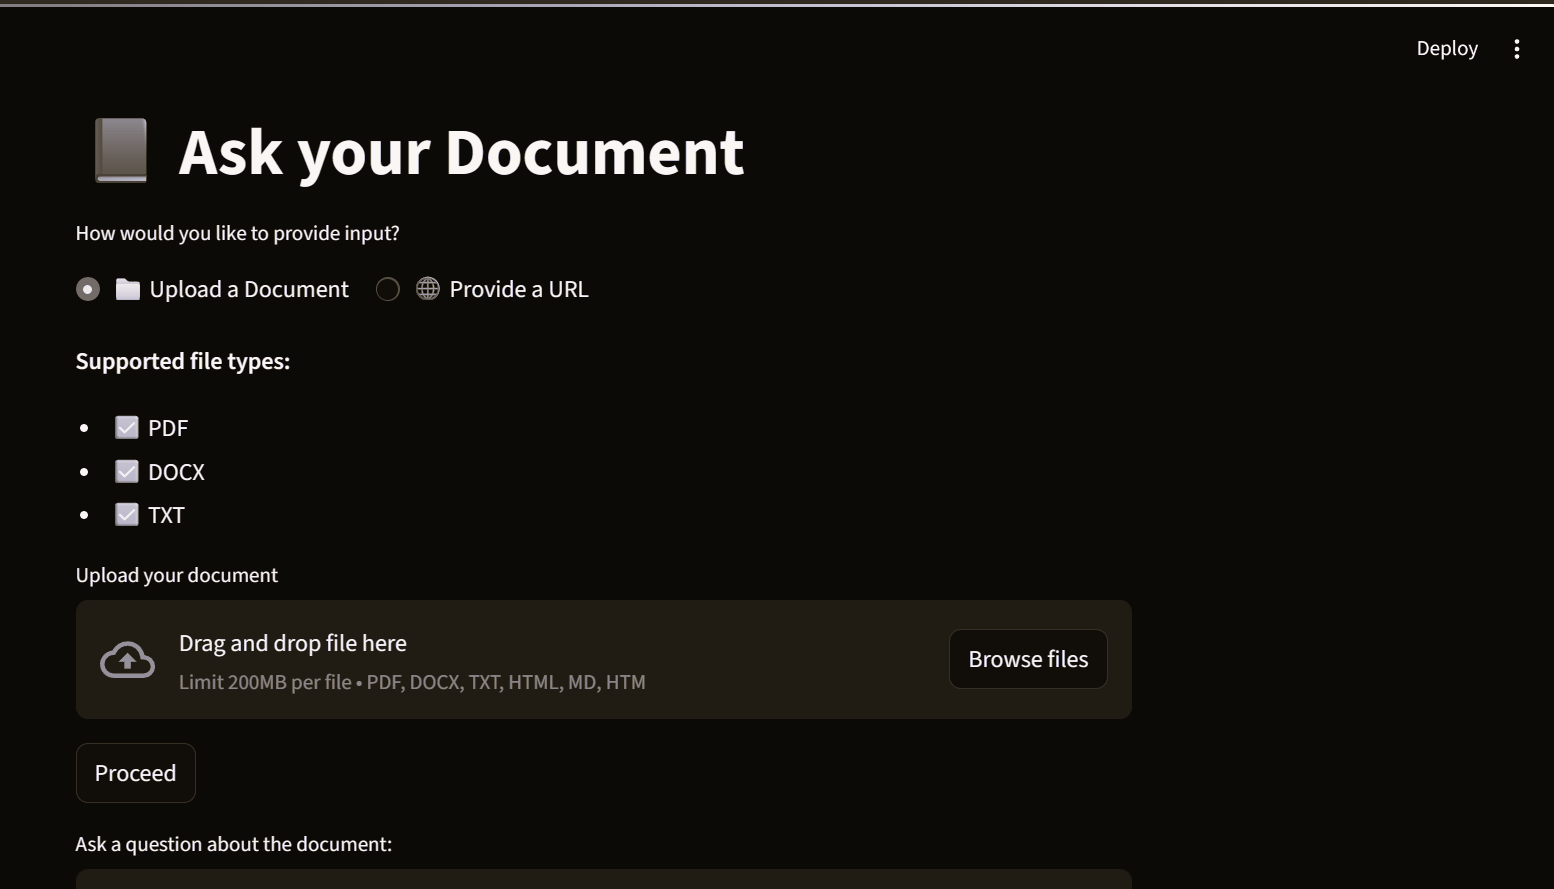 Deploy
Ask your Document
How would you like to provide input?
Upload a Document Provide a URL
Supported file types:
PDF
DOCX
TXT
Upload your document
Drag and drop file here
Limit 200MB per file • PDF, DOCX, TXT, HTML, MD, HTM
Browse files
Proceed
Ask a question about the document: